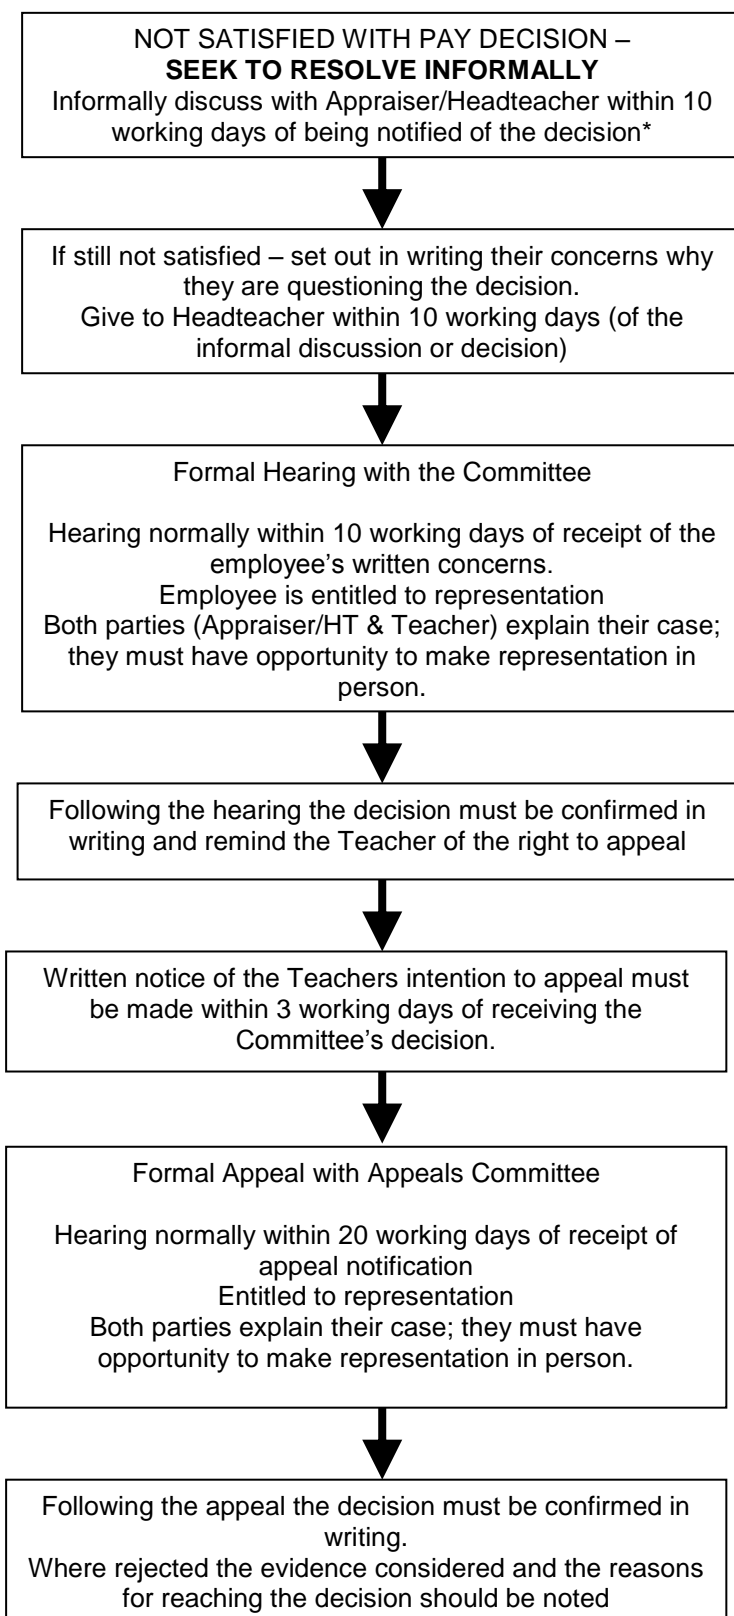 NOT SATISFIED WITH PAY DECISION –
SEEK TO RESOLVE INFORMALLY
Informally discuss with Appraiser/Headteacher within 10
working days of being notified of the decision*
If still not satisfied – set out in writing their concerns why
they are questioning the decision.
Give to Headteacher within 10 working days (of the
informal discussion or decision)
Formal Hearing with the Committee
Hearing normally within 10 working days of receipt of the
employee’s written concerns.
Employee is entitled to representation
Both parties (Appraiser/HT & Teacher) explain their case;
they must have opportunity to make representation in
person.
Following the hearing the decision must be confirmed in
writing and remind the Teacher of the right to appeal
Written notice of the Teachers intention to appeal must
be made within 3 working days of receiving the
Committee’s decision.
Formal Appeal with Appeals Committee
Hearing normally within 20 working days of receipt of
appeal notification
Entitled to representation
Both parties explain their case; they must have
opportunity to make representation in person.
Following the appeal the decision must be confirmed in
writing.
Where rejected the evidence considered and the reasons
for reaching the decision should be noted